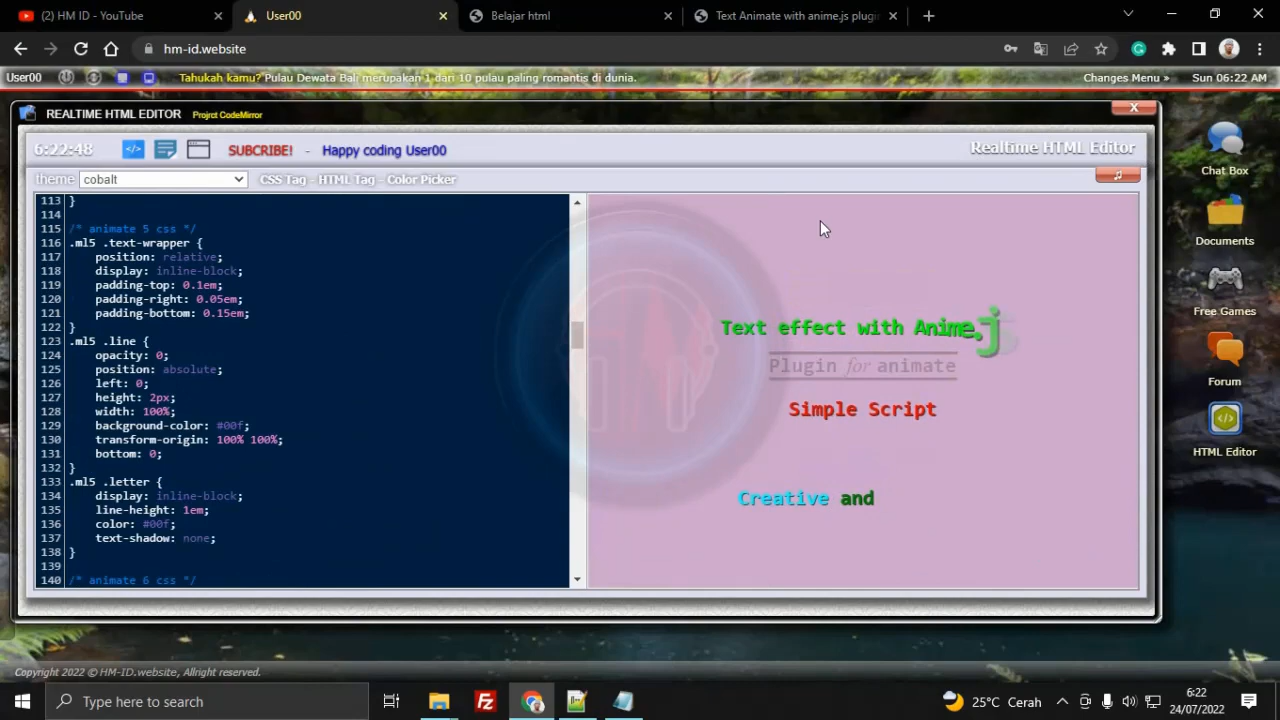 (2) HM ID - YouTube
User00
Belajar html
Text Animate with anime.js plugin
hm-id.website
User00
Tahukah kamu? Pulau Dewata Bali merupakan 1 dari 10 pulau paling romantis di dunia.
Changes Menu »
Sun 06:22 AM
REALTIME HTML EDITOR
Projrct CodeMirror
X
6:22:48
</>
SUBCRIBE!
- Happy coding User00
Realtime HTML Editor
theme
cobalt
CSS Tag - HTML Tag - Color Picker
113 }
114
115 /* animate 5 css */
116 .ml5 .text-wrapper {
117 position: relative;
118 display: inline-block;
119 padding-top: 0.1em;
120 padding-right: 0.05em;
121 padding-bottom: 0.15em;
122 }
123 .ml5 .line {
124 opacity: 0;
125 position: absolute;
126 left: 0;
127 height: 2px;
128 width: 100%;
129 background-color: #00f;
130 transform-origin: 100% 100%;
131 bottom: 0;
132 }
133 .ml5 .letter {
134 display: inline-block;
135 line-height: 1em;
136 color: #00f;
137 text-shadow: none;
138 }
139
140 /* animate 6 css */
Text effect with Anime.j
Plugin for animate
Simple Script
Creative and
Chat Box
Documents
Free Games
Forum
HTML Editor
Copyright 2022 © HM-ID.website, Allright reserved.
Type here to search
25°C Cerah
6:22
24/07/2022